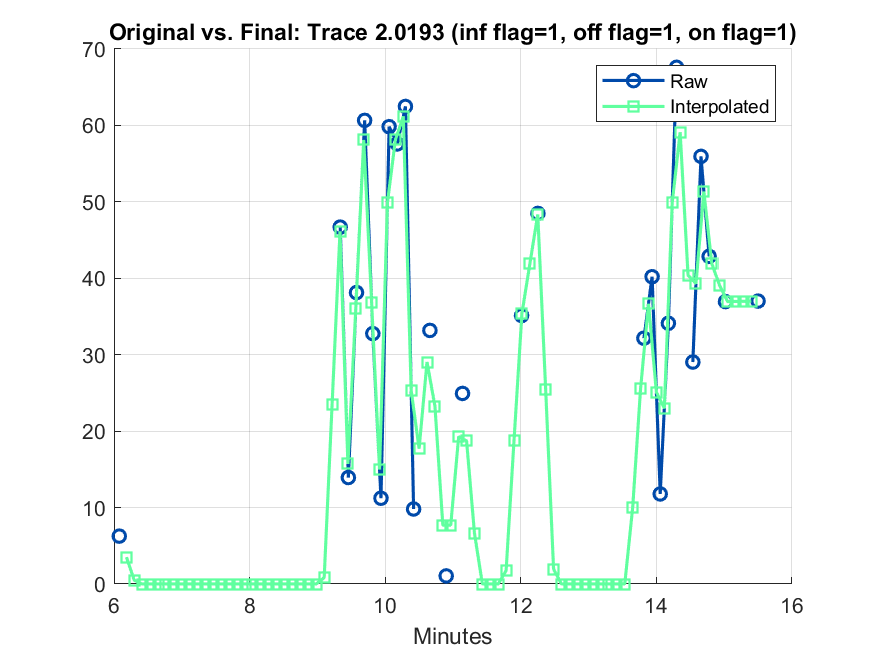 Original vs. Final: Trace 2.0193 (inf flag=1, off flag=1, on flag=1)
70
60
50
40
30
20
10
0
Raw
Interpolated
6 8 10 12 14 16
Minutes